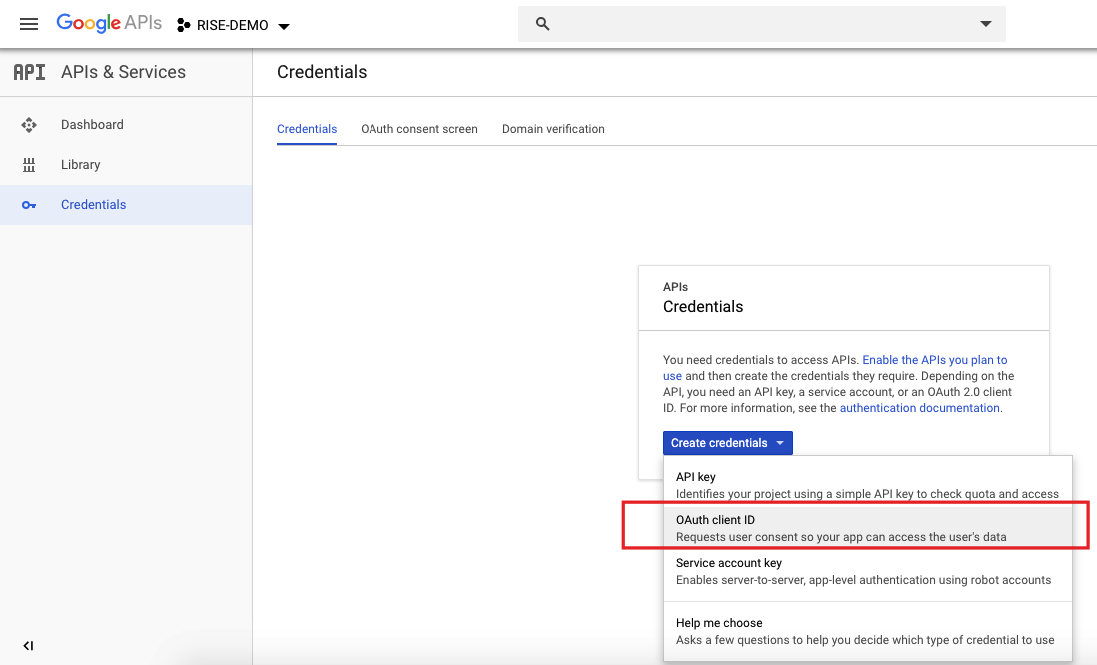 Google APIs RISE-DEMO
API APIs & Services
Credentials
Dashboard
Library
Credentials
Credentials OAuth consent screen Domain verification
APIs
Credentials
You need credentials to access APIs. Enable the APIs you plan to
use and then create the credentials they require. Depending on the
API, you need an API key, a service account, or an OAuth 2.0 client
ID. For more information, see the authentication documentation.
Create credentials
API key
Identifies your project using a simple API key to check quota and access
OAuth client ID
Requests user consent so your app can access the user's data
Service account key
Enables server-to-server, app-level authentication using robot accounts
Help me choose
Asks a few questions to help you decide which type of credential to use